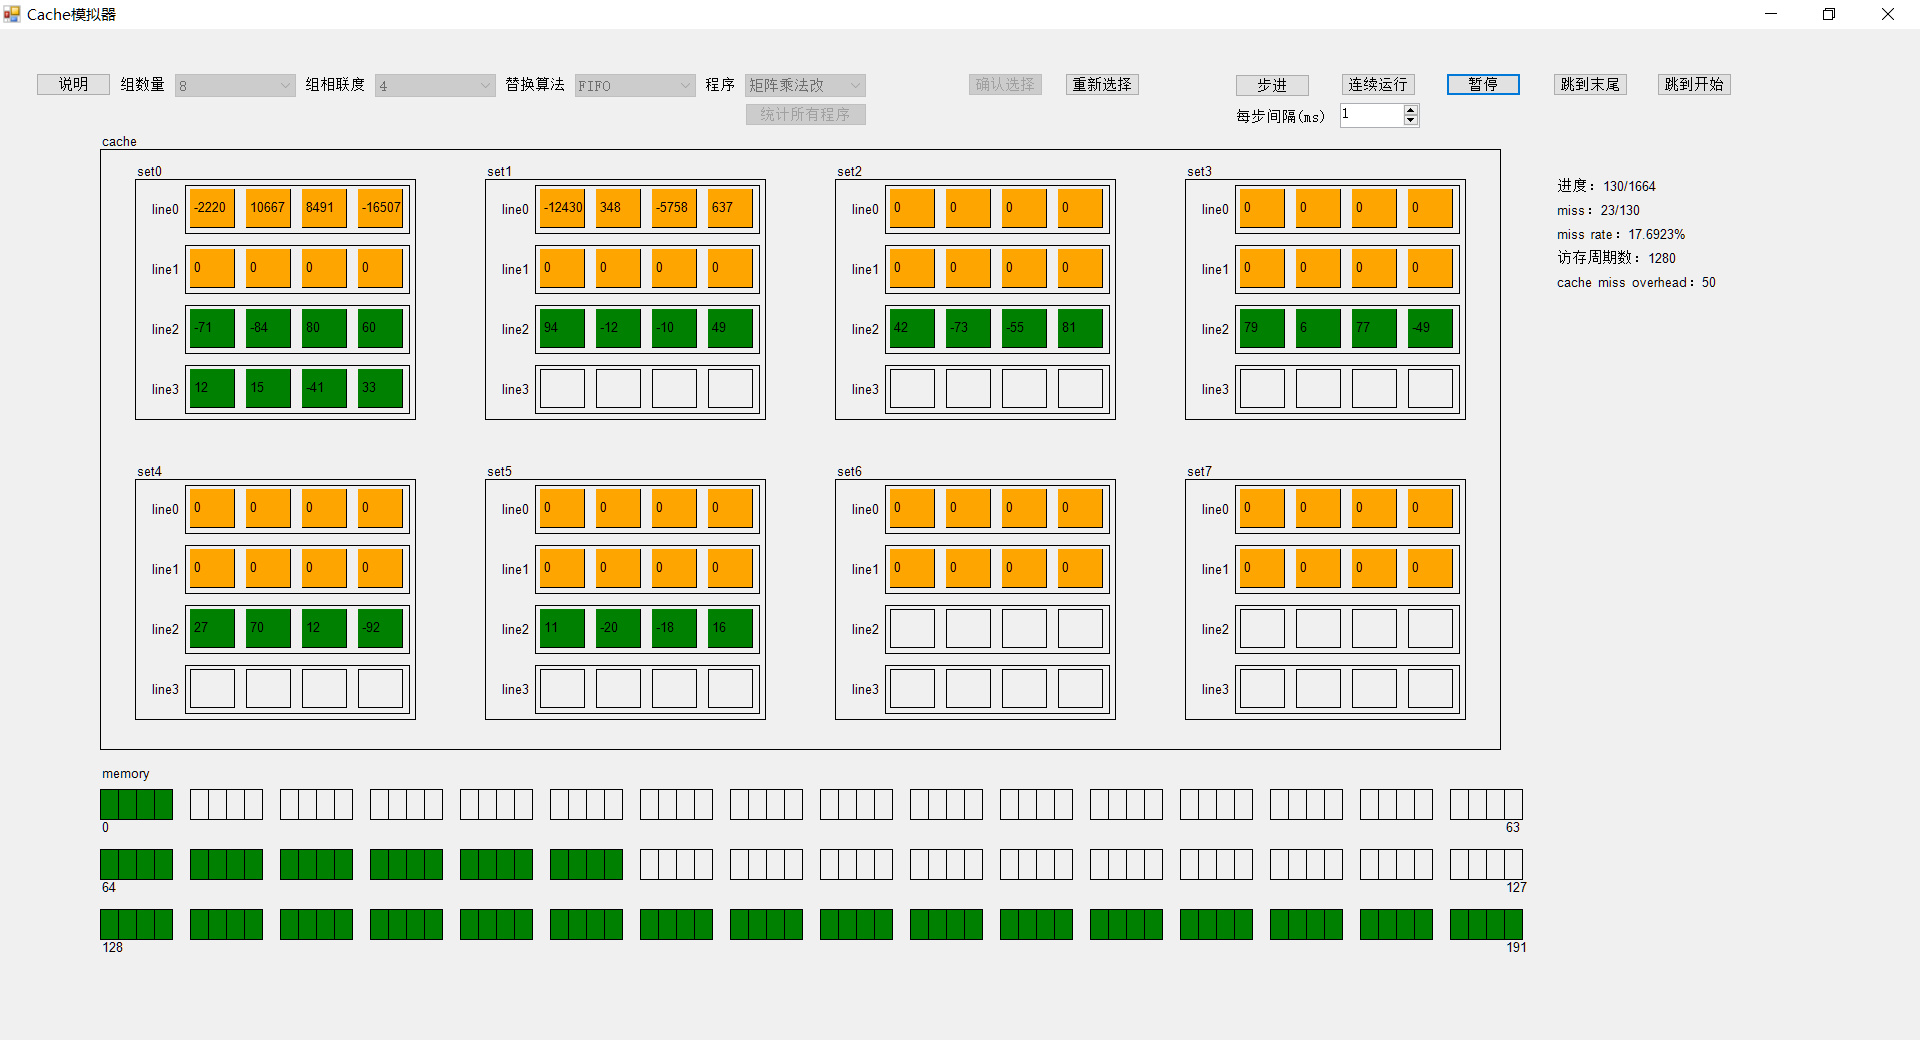 Cache模拟器
说明 组数量 8 组相联度 4 替换算法 FIFO 程序 矩阵乘法改 确认选择 重新选择 步进 连续运行 暂停 跳到末尾 跳到开始
统计所有程序 每步间隔(ms) 1
cache
set0 set1 set2 set3
line0 -2220 10667 8491 -16507 line0 -12430 348 -5758 637 line0 0 0 0 0 line0 0 0 0 0
line1 0 0 0 0 line1 0 0 0 0 line1 0 0 0 0 line1 0 0 0 0
line2 -71 -84 80 60 line2 94 -12 -10 49 line2 42 -73 -55 81 line2 79 6 77 -49
line3 12 15 -41 33 line3 line3 line3
进度：130/1664
miss：23/130
miss rate：17.6923%
访存周期数：1280
cache miss overhead：50
set4 set5 set6 set7
line0 0 0 0 0 line0 0 0 0 0 line0 0 0 0 0 line0 0 0 0 0
line1 0 0 0 0 line1 0 0 0 0 line1 0 0 0 0 line1 0 0 0 0
line2 27 70 12 -92 line2 11 -20 -18 16 line2 line2
line3 line3 line3 line3
memory
0 63
64 127
128 191